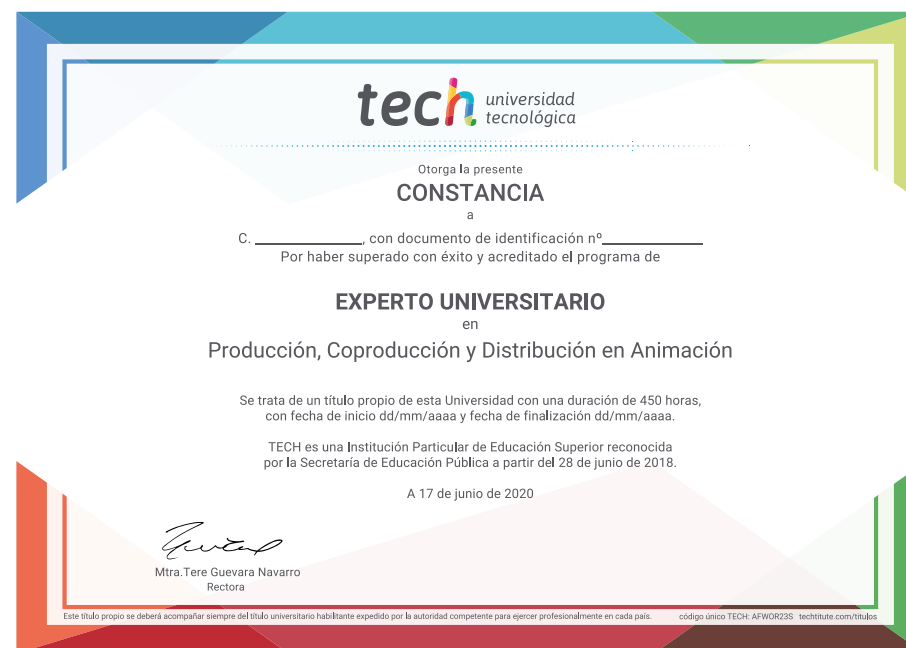 tech universidad
tecnológica
Otorga la presente
CONSTANCIA
a
C. ____________, con documento de identificación nº____________
Por haber superado con éxito y acreditado el programa de
EXPERTO UNIVERSITARIO
en
Producción, Coproducción y Distribución en Animación
Se trata de un título propio de esta Universidad con una duración de 450 horas,
con fecha de inicio dd/mm/aaaa y fecha de finalización dd/mm/aaaa.
TECH es una Institución Particular de Educación Superior reconocida
por la Secretaría de Educación Pública a partir del 28 de junio de 2018.
A 17 de junio de 2020
Mtra.Tere Guevara Navarro
Rectora
Este título propio se deberá acompañar siempre del título universitario habilitante expedido por la autoridad competente para ejercer profesionalmente en cada país. código único TECH: AFWOR23S techtitute.com/titulos